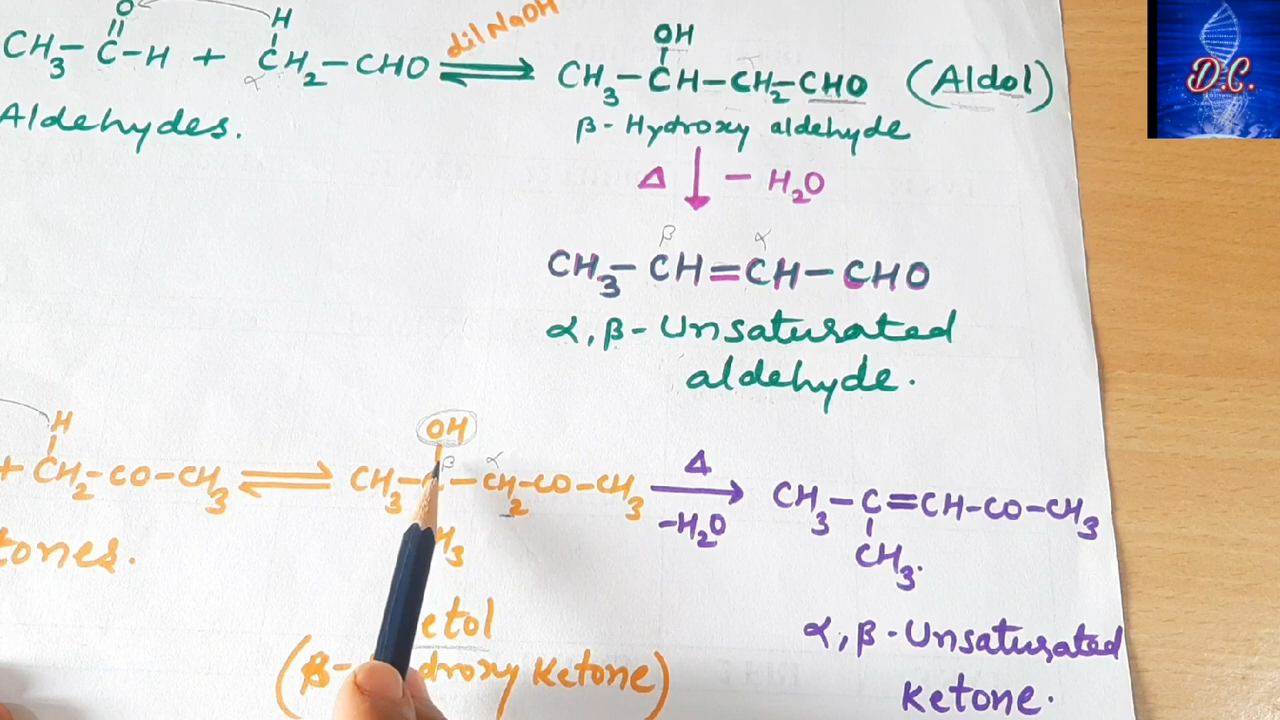 O
H
CH3 – C – H + CH2 – CHO ⇌ CH3 – CH – CH2 – CHO (Aldol)
α
dil NaOH
OH
α
Aldehydes.
β - Hydroxy aldehyde
Δ – H2O
β α
CH3 – CH = CH – CHO
α, β - Unsaturated
aldehyde.
H
OH
β α
+ CH2 – CO – CH3 ⇌ CH3 – C – CH2 – CO – CH3 → CH3 – C = CH – CO – CH3
Δ
–H2O
CH3.
H3
tones.
etol
(β - droxy Ketone)
α, β - Unsaturated
Ketone.
D.C.